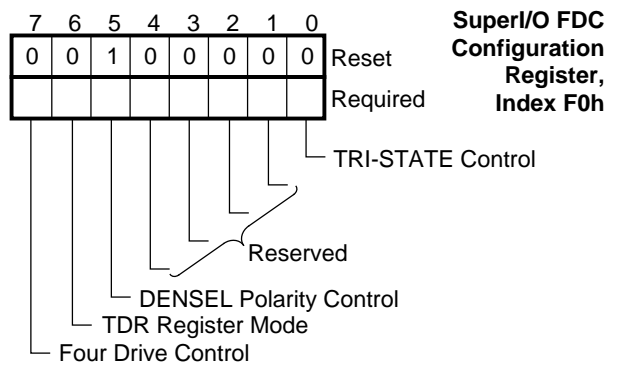 7 6 5 4 3 2 1 0
0 0 1 0 0 0 0 0 Reset
Required
SuperI/O FDC
Configuration
Register,
Index F0h
TRI-STATE Control
Reserved
DENSEL Polarity Control
TDR Register Mode
Four Drive Control